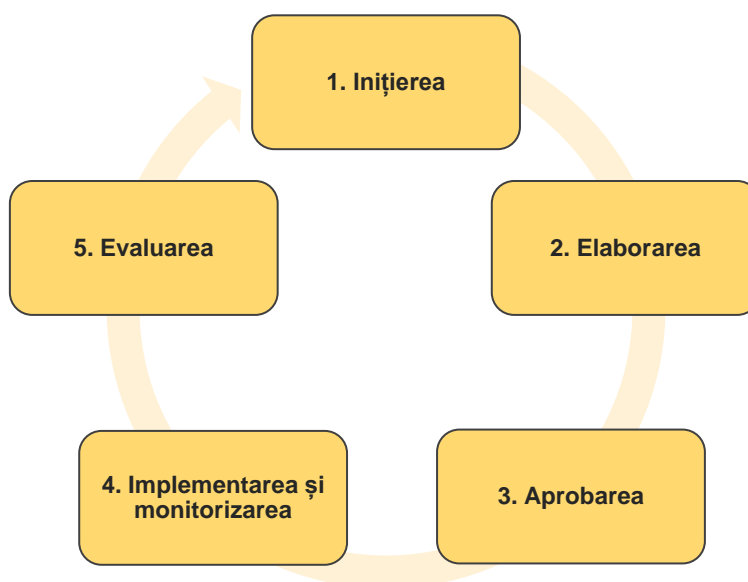 1. Inițierea
2. Elaborarea
3. Aprobarea
4. Implementarea și
monitorizarea
5. Evaluarea